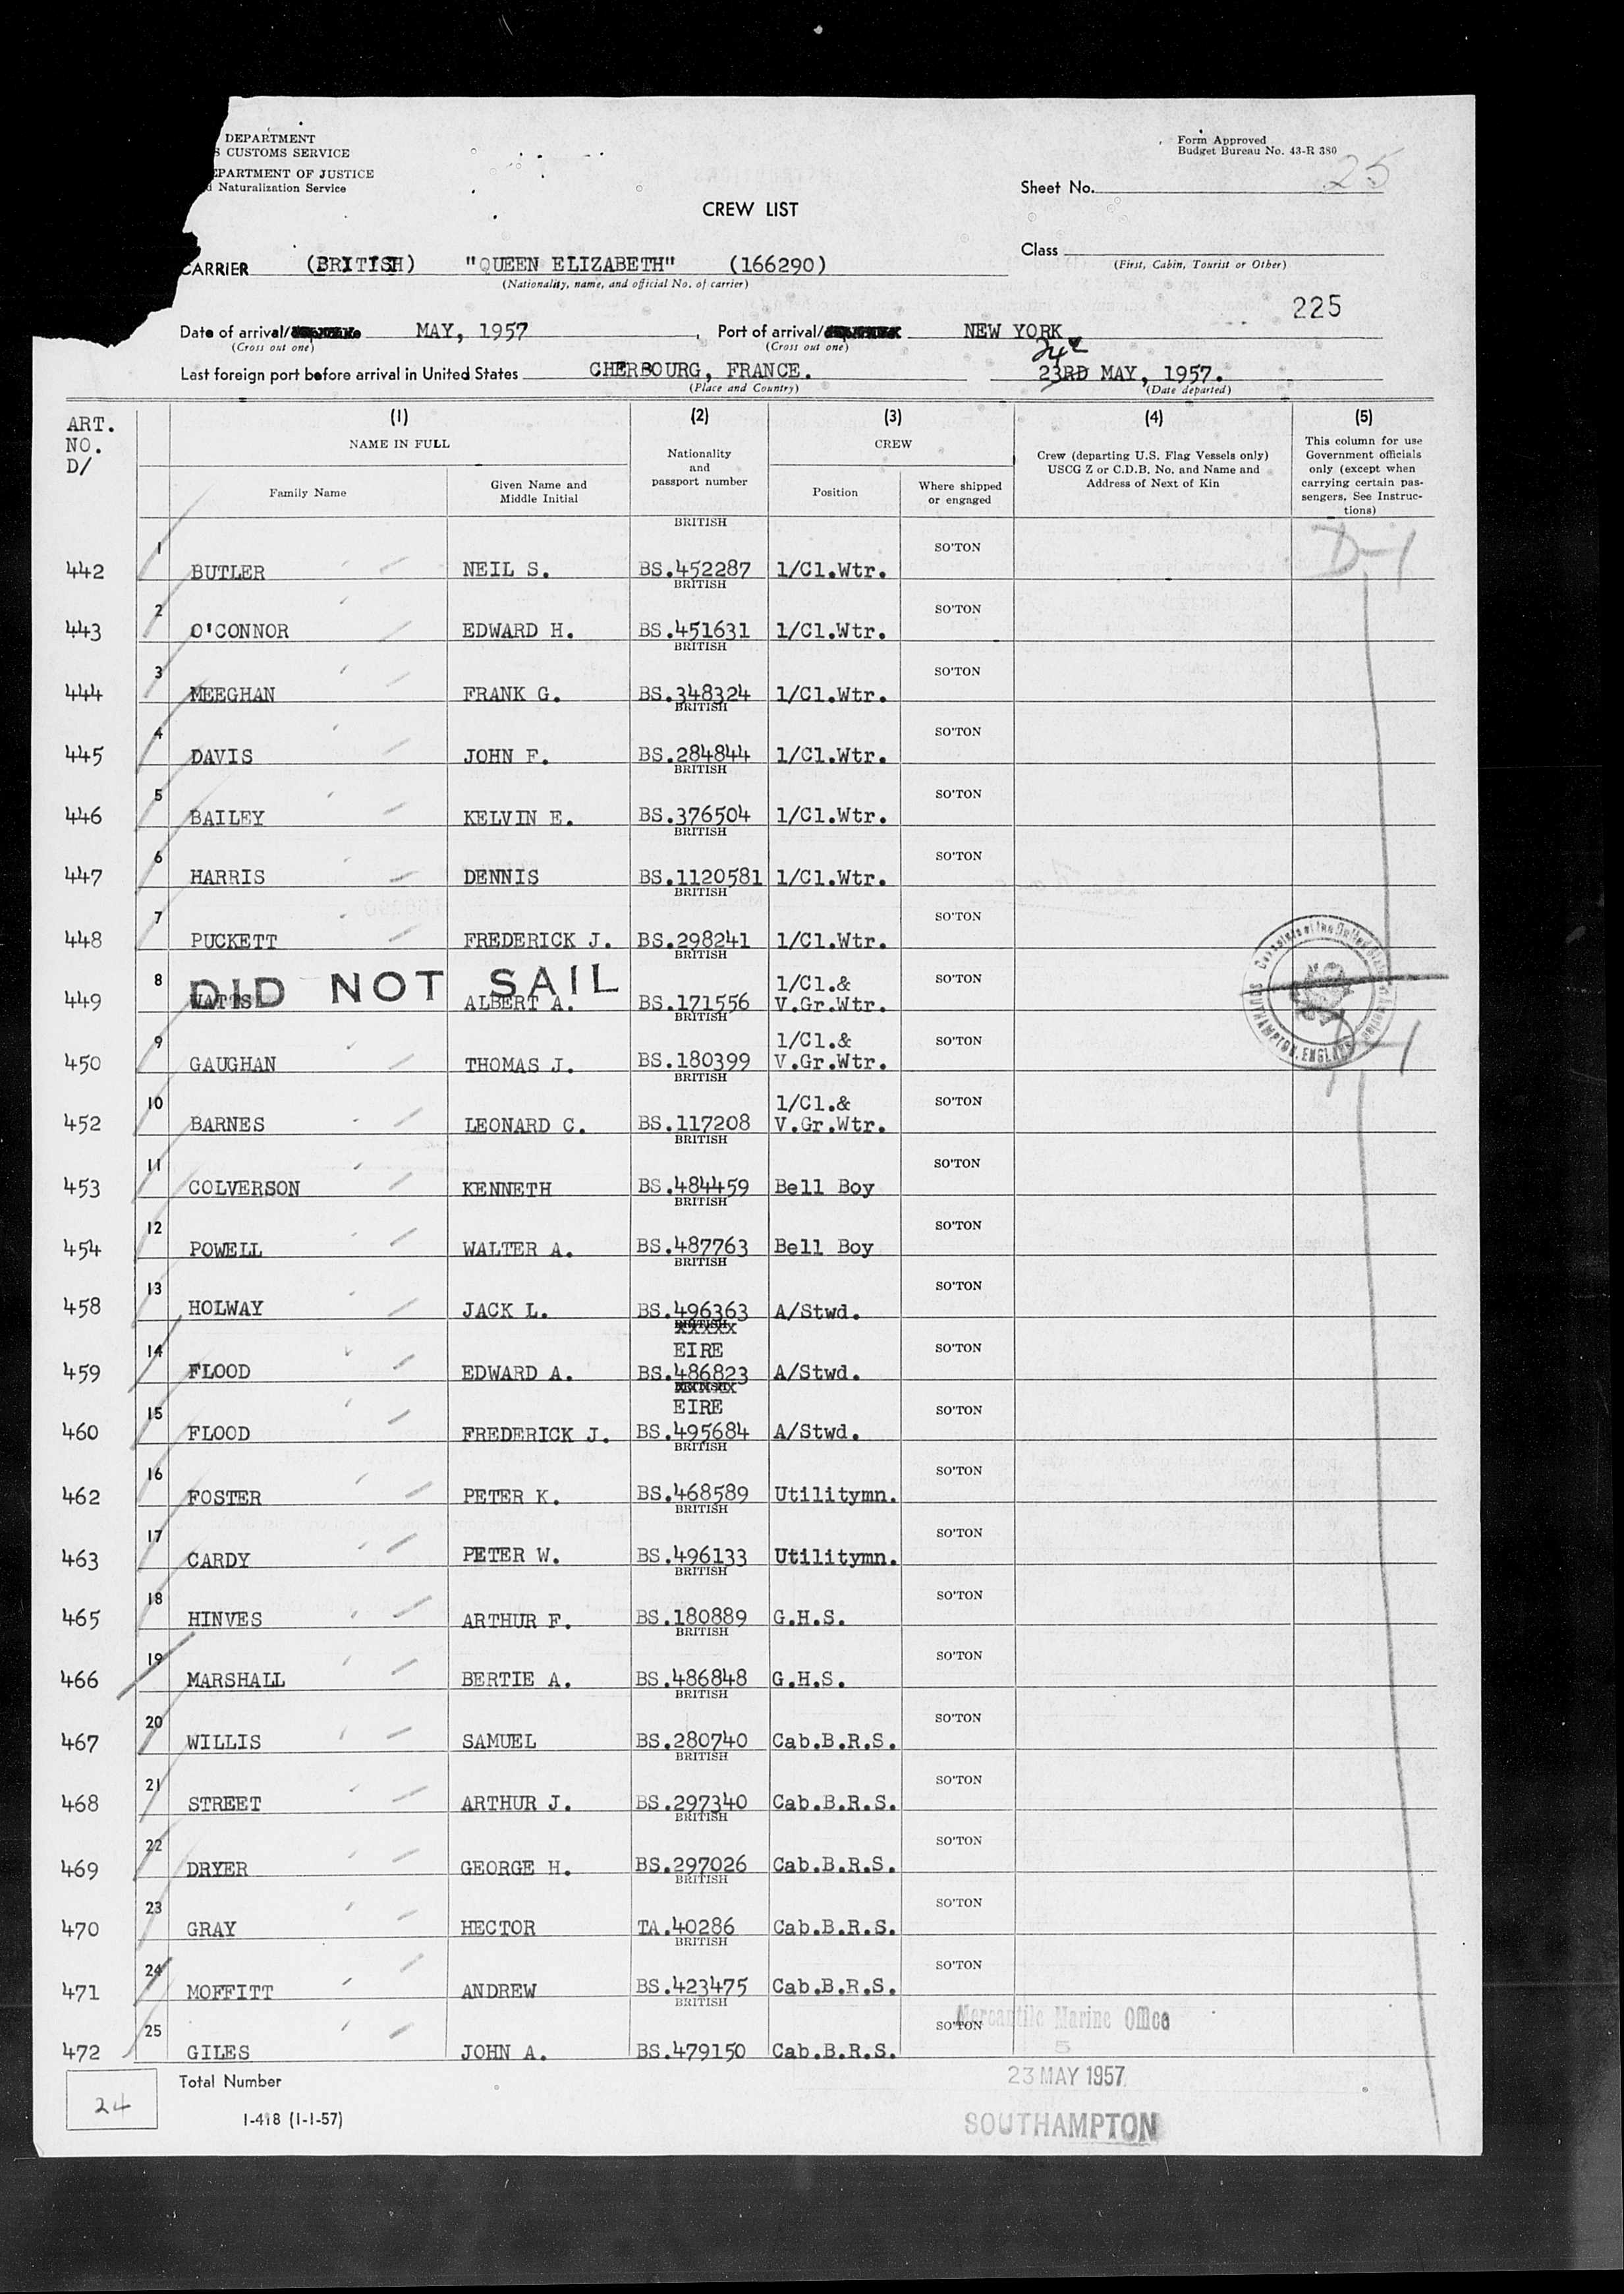 DEPARTMENT
CUSTOMS SERVICE
EPARTMENT OF JUSTICE
d Naturalization Service
Form Approved
Budget Bureau No. 43-R 380
Sheet No. 25
CREW LIST
Class
(First, Cabin, Tourist or Other)
CARRIER (BRITISH) "QUEEN ELIZABETH" (166290)
(Nationality, name, and official No. of carrier)
225
Date of arrival/ MAY, 1957, Port of arrival/ NEW YORK
(Cross out one) (Cross out one)
Last foreign port before arrival in United States CHERBOURG, FRANCE. 23RD MAY, 1957.
(Place and Country) (Date departed)
ART. NO. D/
(1) (2) (3) (4) (5)
NAME IN FULL
Family Name
Given Name and Middle Initial
Nationality and passport number
CREW
Position
Where shipped or engaged
Crew (departing U.S. Flag Vessels only) USCG Z or C.D.B. No. and Name and Address of Next of Kin
This column for use Government officials only (except when carrying certain passengers. See Instructions)
442 1 BUTLER NEIL S. BRITISH BS.452287 1/Cl.Wtr. SO'TON D-1
443 2 O'CONNOR EDWARD H. BRITISH BS.451631 1/Cl.Wtr. SO'TON
444 3 MEEGHAN FRANK G. BRITISH BS.348324 1/Cl.Wtr. SO'TON
445 4 DAVIS JOHN F. BRITISH BS.284844 1/Cl.Wtr. SO'TON
446 5 BAILEY KELVIN E. BRITISH BS.376504 1/Cl.Wtr. SO'TON
447 6 HARRIS DENNIS BRITISH BS.1120581 1/Cl.Wtr. SO'TON
448 7 PUCKETT FREDERICK J. BRITISH BS.298241 1/Cl.Wtr. SO'TON
DID NOT SAIL
449 8 WATTS ALBERT A. BRITISH BS.171556 1/Cl.& V.Gr.Wtr. SO'TON
450 9 GAUGHAN THOMAS J. BRITISH BS.180399 1/Cl.& V.Gr.Wtr. SO'TON
SOUTHAMPTON, ENGLAND
452 10 BARNES LEONARD C. BRITISH BS.117208 1/Cl.& V.Gr.Wtr. SO'TON
453 11 COLVERSON KENNETH BRITISH BS.484459 Bell Boy SO'TON
454 12 POWELL WALTER A. BRITISH BS.487763 Bell Boy SO'TON
458 13 HOLWAY JACK L. BRITISH BS.496363 A/Stwd. SO'TON
459 14 FLOOD EDWARD A. EIRE BS.486823 A/Stwd. SO'TON
460 15 FLOOD FREDERICK J. EIRE BS.495684 A/Stwd. SO'TON
462 16 FOSTER PETER K. BRITISH BS.468589 Utilitymn. SO'TON
463 17 CARDY PETER W. BRITISH BS.496133 Utilitymn. SO'TON
465 18 HINVES ARTHUR F. BRITISH BS.180889 G.H.S. SO'TON
466 19 MARSHALL BERTIE A. BRITISH BS.486848 G.H.S. SO'TON
467 20 WILLIS SAMUEL BRITISH BS.280740 Cab.B.R.S. SO'TON
468 21 STREET ARTHUR J. BRITISH BS.297340 Cab.B.R.S. SO'TON
469 22 DRYER GEORGE H. BRITISH BS.297026 Cab.B.R.S. SO'TON
470 23 GRAY HECTOR BRITISH TA.40286 Cab.B.R.S. SO'TON
471 24 MOFFITT ANDREW BRITISH BS.423475 Cab.B.R.S. SO'TON
472 25 GILES JOHN A. BRITISH BS.479150 Cab.B.R.S. SO'TON
Mercantile Marine Office
5
23 MAY 1957
SOUTHAMPTON
Total Number
24
I-418 (1-1-57)